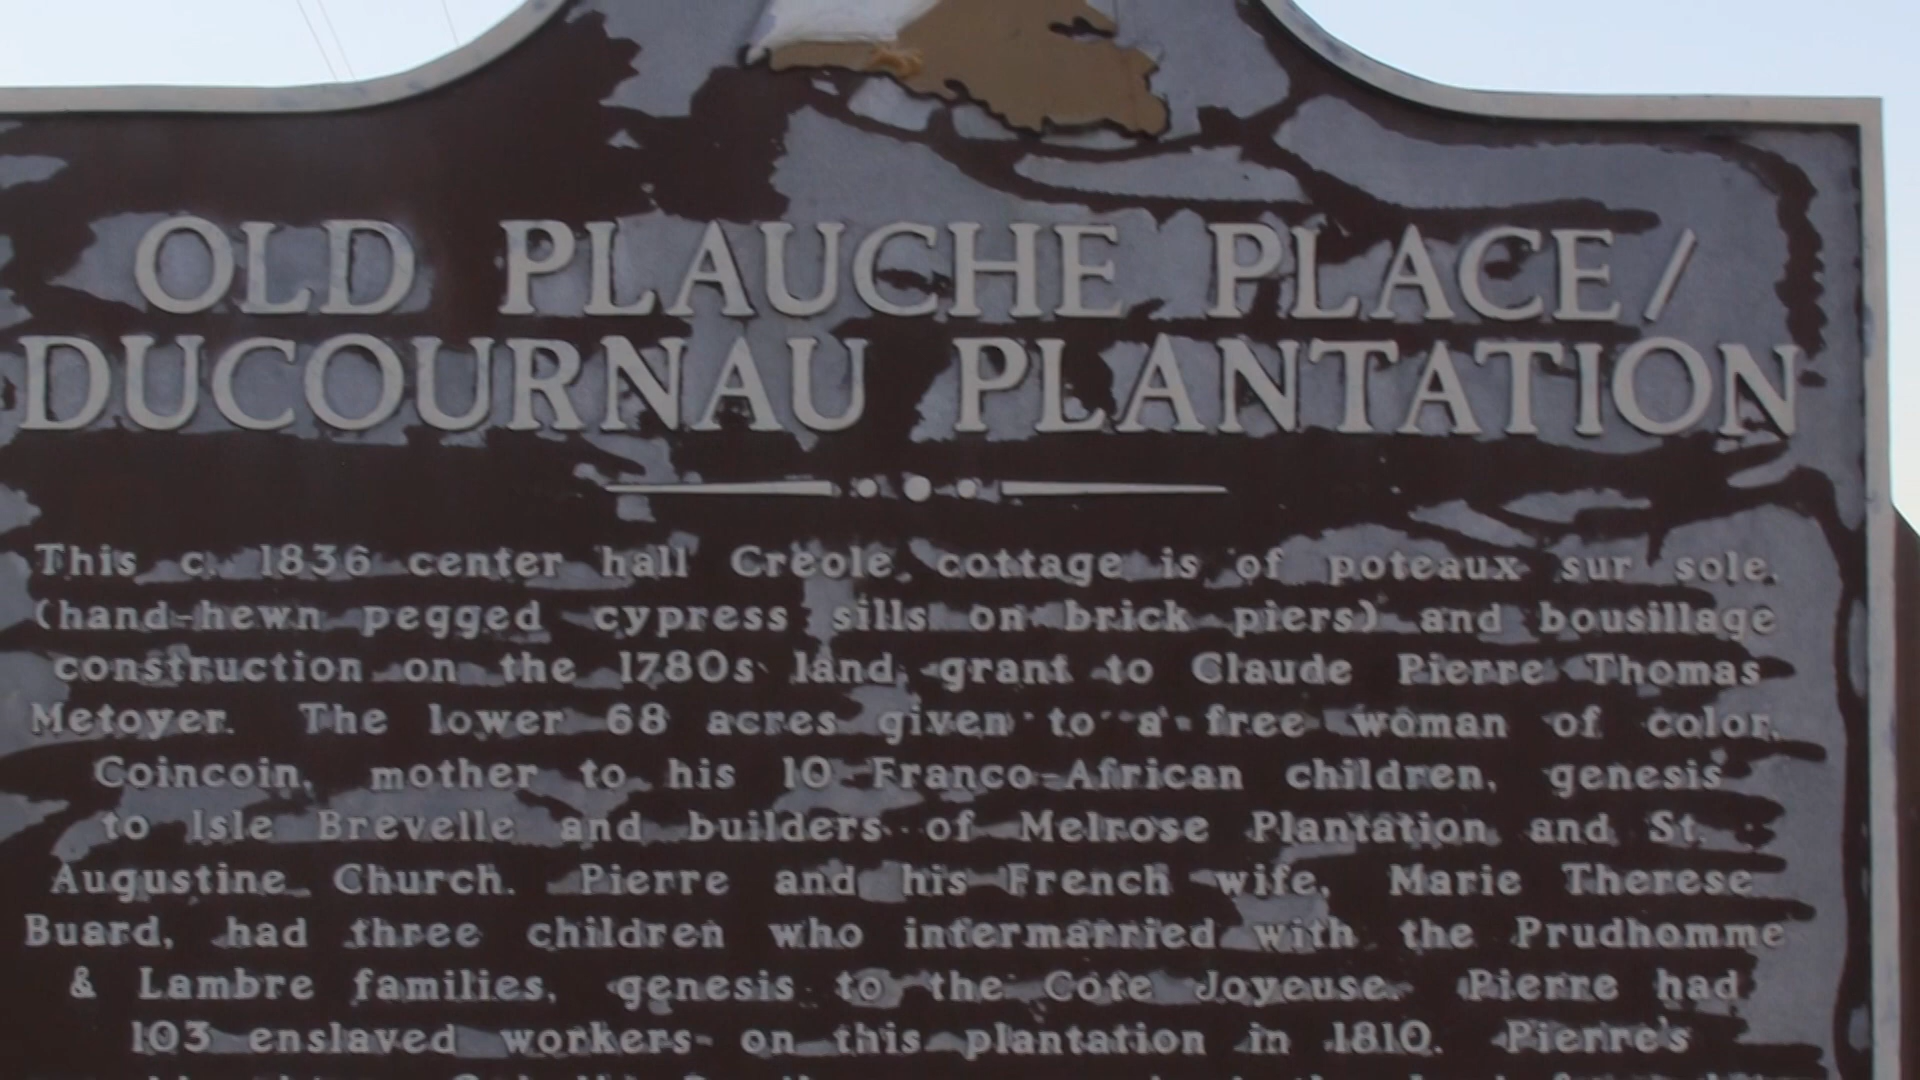 OLD PLAUCHE PLACE/
DUCOURNAU PLANTATION
This c. 1836 center hall Creole cottage is of poteaux sur sole,
(hand-hewn pegged cypress sills on brick piers) and bousillage
construction on the 1780s land grant to Claude Pierre Thomas
Metoyer. The lower 68 acres given to a free woman of color,
Coincoin, mother to his 10 Franco-African children, genesis
to Isle Brevelle and builders of Melrose Plantation and St.
Augustine Church. Pierre and his French wife, Marie Therese
Buard, had three children who intermarried with the Prudhomme
& Lambre families, genesis to the Cote Joyeuse. Pierre had
103 enslaved workers on this plantation in 1810. Pierre's